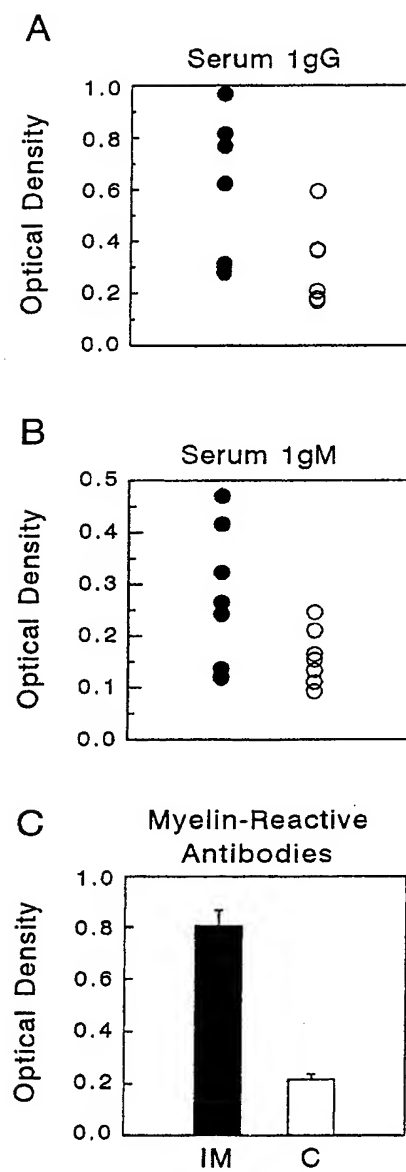 A
Serum 1gG
Optical Density
1.0
0.8
0.6
0.4
0.2
0.0
B
Serum 1gM
Optical Density
0.5
0.4
0.3
0.2
0.1
0.0
C
Myelin-Reactive
Antibodies
Optical Density
1.0
0.8
0.6
0.4
0.2
0.0
IM C